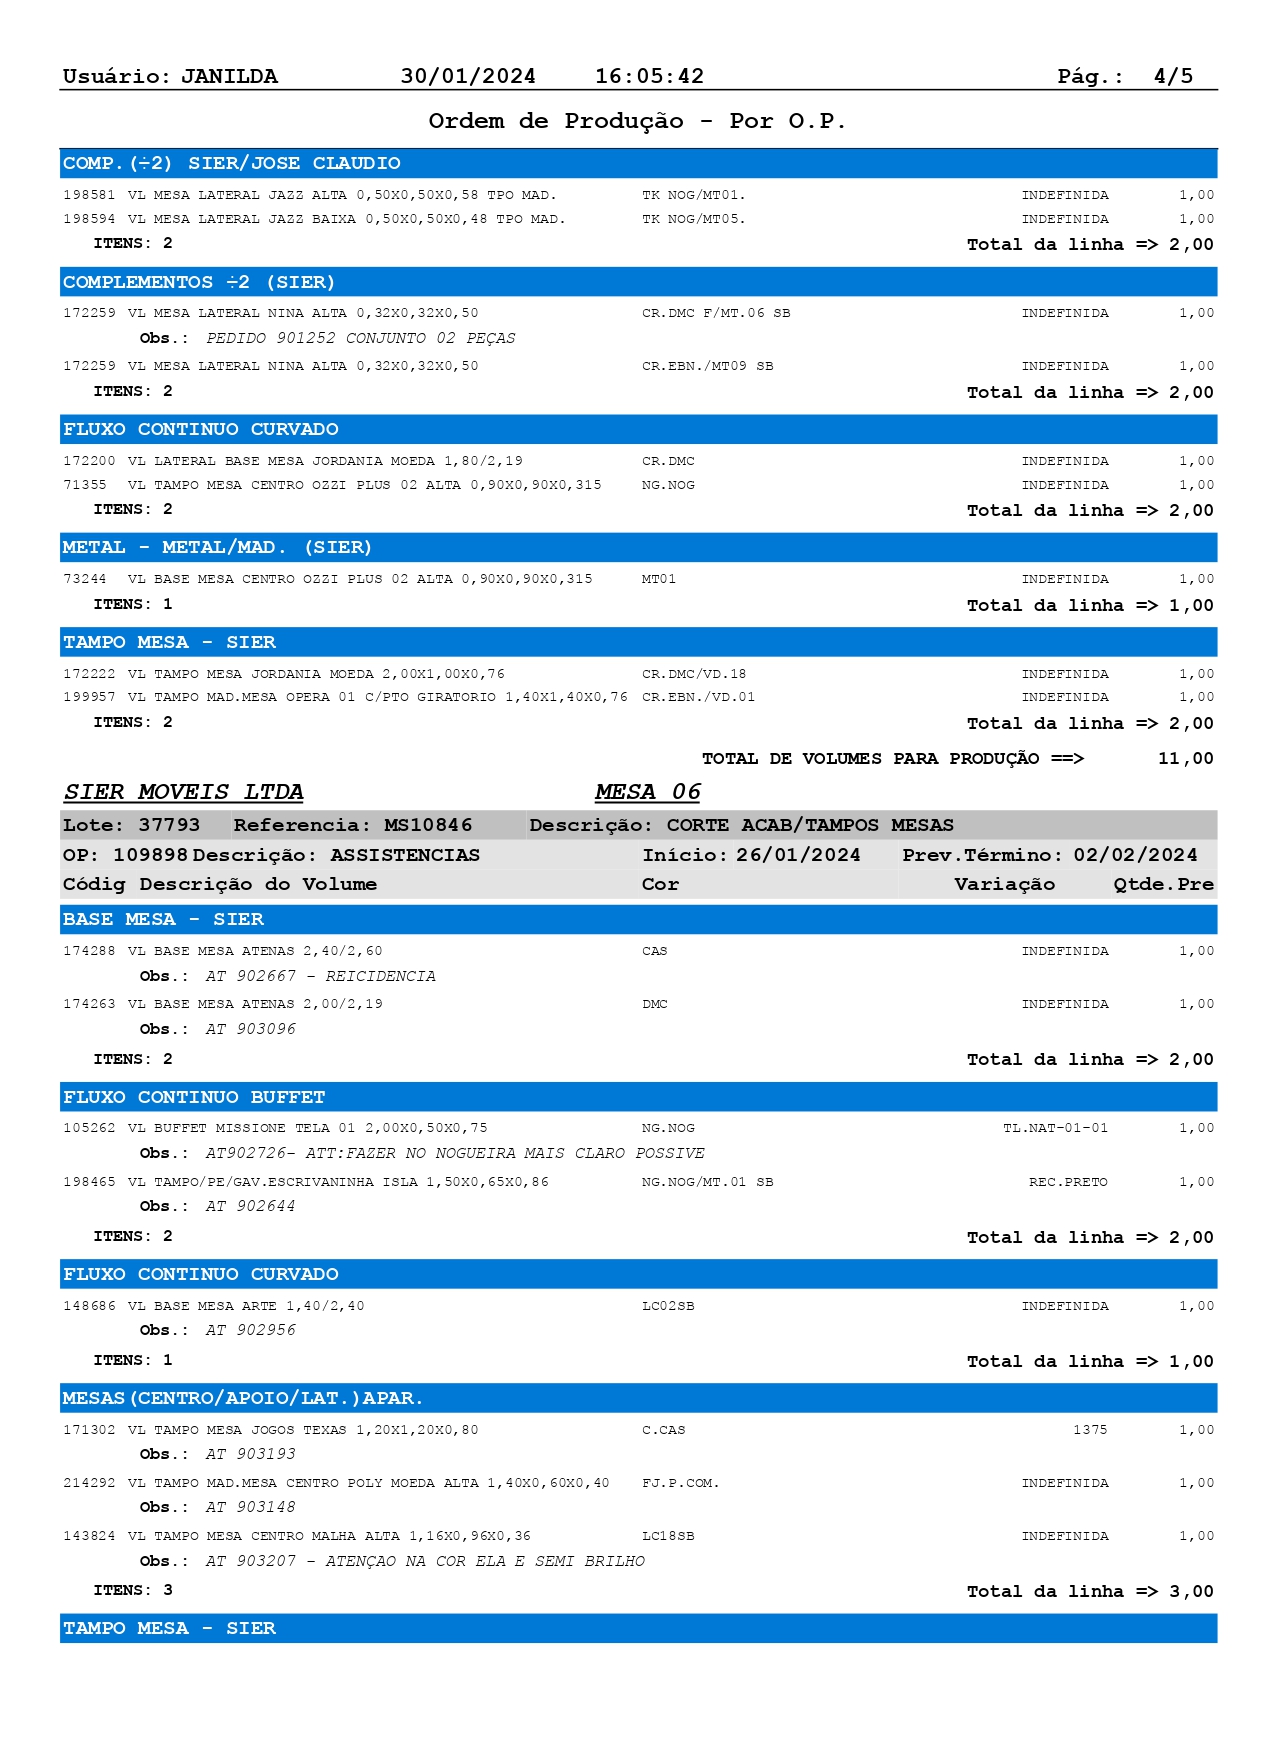 Usuário: JANILDA 30/01/2024 16:05:42 Pág.: 4/5
Ordem de Produção - Por O.P.
COMP.(÷2) SIER/JOSE CLAUDIO
198581 VL MESA LATERAL JAZZ ALTA 0,50X0,50X0,58 TPO MAD. TK NOG/MT01. INDEFINIDA 1,00
198594 VL MESA LATERAL JAZZ BAIXA 0,50X0,50X0,48 TPO MAD. TK NOG/MT05. INDEFINIDA 1,00
ITENS: 2 Total da linha => 2,00
COMPLEMENTOS ÷2 (SIER)
172259 VL MESA LATERAL NINA ALTA 0,32X0,32X0,50 CR.DMC F/MT.06 SB INDEFINIDA 1,00
Obs.: PEDIDO 901252 CONJUNTO 02 PEÇAS
172259 VL MESA LATERAL NINA ALTA 0,32X0,32X0,50 CR.EBN./MT09 SB INDEFINIDA 1,00
ITENS: 2 Total da linha => 2,00
FLUXO CONTINUO CURVADO
172200 VL LATERAL BASE MESA JORDANIA MOEDA 1,80/2,19 CR.DMC INDEFINIDA 1,00
71355 VL TAMPO MESA CENTRO OZZI PLUS 02 ALTA 0,90X0,90X0,315 NG.NOG INDEFINIDA 1,00
ITENS: 2 Total da linha => 2,00
METAL - METAL/MAD. (SIER)
73244 VL BASE MESA CENTRO OZZI PLUS 02 ALTA 0,90X0,90X0,315 MT01 INDEFINIDA 1,00
ITENS: 1 Total da linha => 1,00
TAMPO MESA - SIER
172222 VL TAMPO MESA JORDANIA MOEDA 2,00X1,00X0,76 CR.DMC/VD.18 INDEFINIDA 1,00
199957 VL TAMPO MAD.MESA OPERA 01 C/PTO GIRATORIO 1,40X1,40X0,76 CR.EBN./VD.01 INDEFINIDA 1,00
ITENS: 2 Total da linha => 2,00
TOTAL DE VOLUMES PARA PRODUÇÃO ==> 11,00
SIER MOVEIS LTDA MESA 06
Lote: 37793 Referencia: MS10846 Descrição: CORTE ACAB/TAMPOS MESAS
OP: 109898 Descrição: ASSISTENCIAS Início: 26/01/2024 Prev.Término: 02/02/2024
Códig Descrição do Volume Cor Variação Qtde.Pre
BASE MESA - SIER
174288 VL BASE MESA ATENAS 2,40/2,60 CAS INDEFINIDA 1,00
Obs.: AT 902667 - REICIDENCIA
174263 VL BASE MESA ATENAS 2,00/2,19 DMC INDEFINIDA 1,00
Obs.: AT 903096
ITENS: 2 Total da linha => 2,00
FLUXO CONTINUO BUFFET
105262 VL BUFFET MISSIONE TELA 01 2,00X0,50X0,75 NG.NOG TL.NAT-01-01 1,00
Obs.: AT902726- ATT:FAZER NO NOGUEIRA MAIS CLARO POSSIVE
198465 VL TAMPO/PE/GAV.ESCRIVANINHA ISLA 1,50X0,65X0,86 NG.NOG/MT.01 SB REC.PRETO 1,00
Obs.: AT 902644
ITENS: 2 Total da linha => 2,00
FLUXO CONTINUO CURVADO
148686 VL BASE MESA ARTE 1,40/2,40 LC02SB INDEFINIDA 1,00
Obs.: AT 902956
ITENS: 1 Total da linha => 1,00
MESAS(CENTRO/APOIO/LAT.)APAR.
171302 VL TAMPO MESA JOGOS TEXAS 1,20X1,20X0,80 C.CAS 1375 1,00
Obs.: AT 903193
214292 VL TAMPO MAD.MESA CENTRO POLY MOEDA ALTA 1,40X0,60X0,40 FJ.P.COM. INDEFINIDA 1,00
Obs.: AT 903148
143824 VL TAMPO MESA CENTRO MALHA ALTA 1,16X0,96X0,36 LC18SB INDEFINIDA 1,00
Obs.: AT 903207 - ATENÇAO NA COR ELA E SEMI BRILHO
ITENS: 3 Total da linha => 3,00
TAMPO MESA - SIER